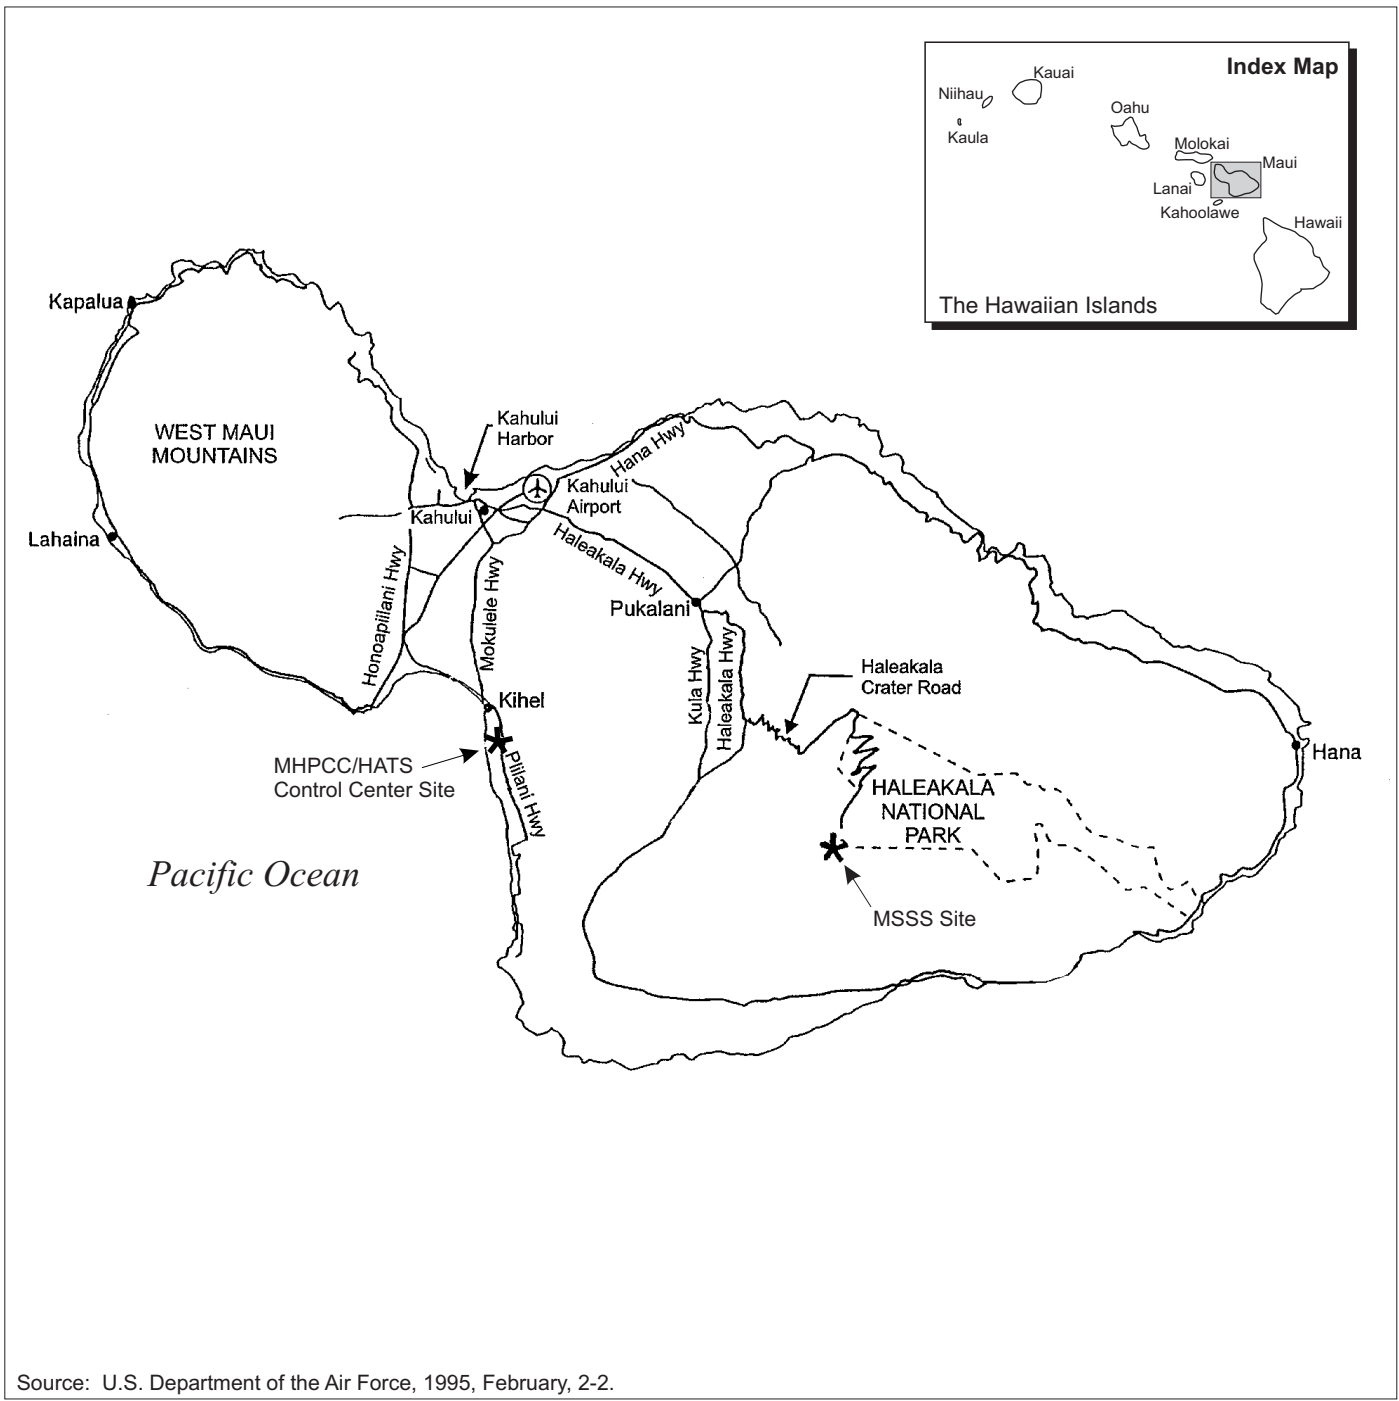 Index Map
Kauai
Niihau
Kaula
Oahu
Molokai
Maui
Lanai
Kahoolawe
Hawaii
The Hawaiian Islands
Kapalua
WEST MAUI
MOUNTAINS
Kahului
Harbor
Hana Hwy
Kahului
Airport
Kahului
Lahaina
Haleakala Hwy
Honoapiilani Hwy
Mokulele Hwy
Pukalani
Kula Hwy
Haleakala Hwy
Haleakala
Crater Road
Kihel
Hana
MHPCC/HATS
Control Center Site
Piilani Hwy
HALEAKALA
NATIONAL
PARK
Pacific Ocean
MSSS Site
Source: U.S. Department of the Air Force, 1995, February, 2-2.